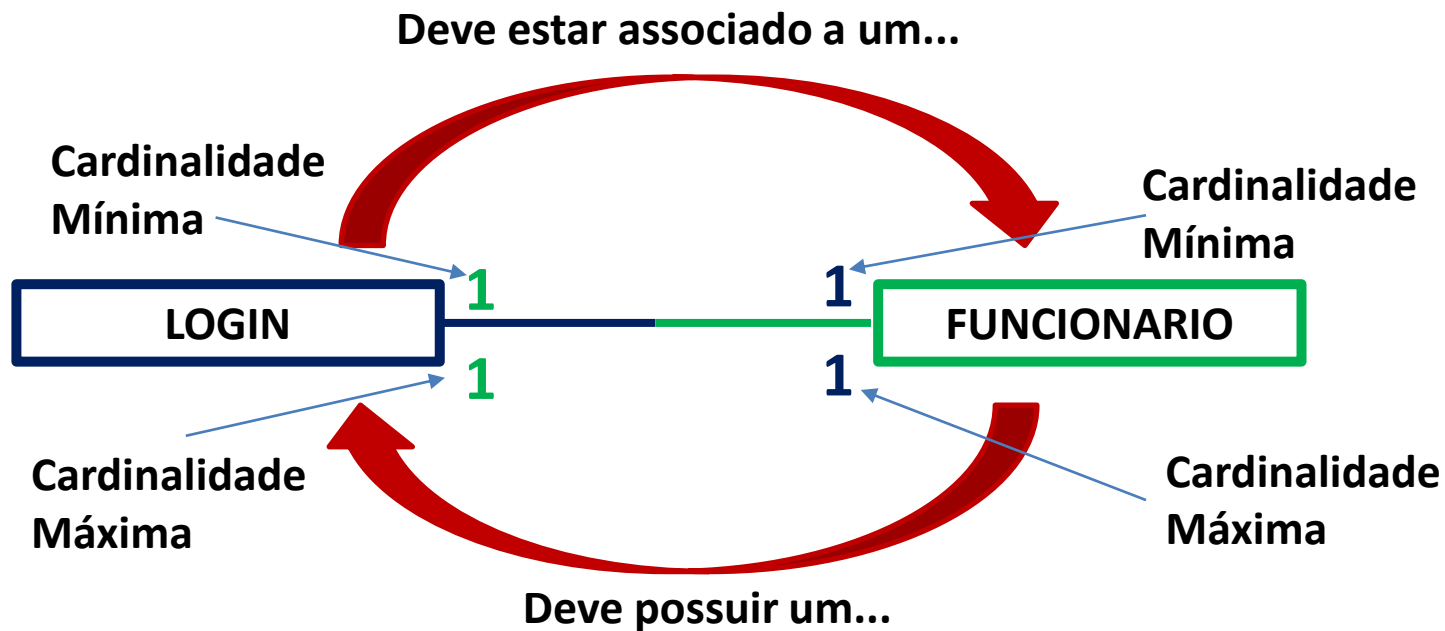 Deve estar associado a um...
Cardinalidade
Mínima
Cardinalidade
Mínima
1
1
LOGIN
FUNCIONARIO
1
1
Cardinalidade
Máxima
Cardinalidade
Máxima
Deve possuir um...